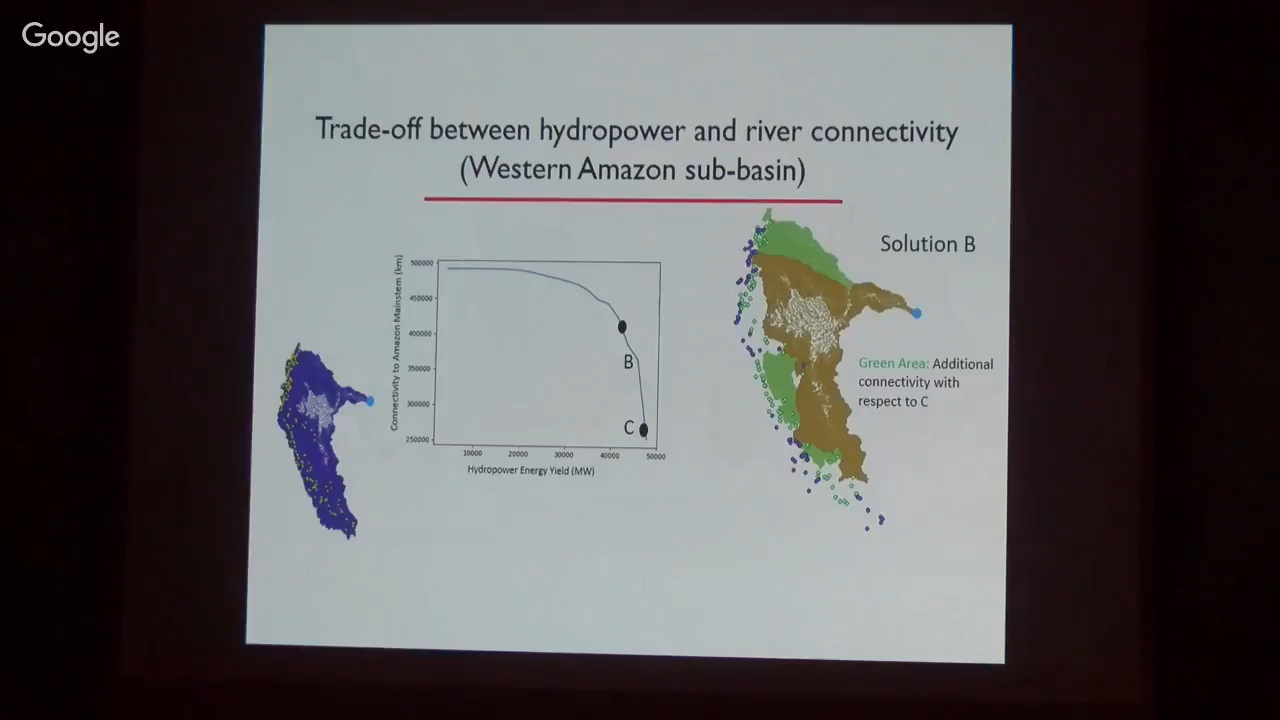 Google
Trade-off between hydropower and river connectivity
(Western Amazon sub-basin)
Solution B
Green Area: Additional
connectivity with
respect to C
Connectivity to Amazon Mainstem (km)
500000
450000
400000
350000
300000
250000
B
C
10000 20000 30000 40000 50000
Hydropower Energy Yield (MW)